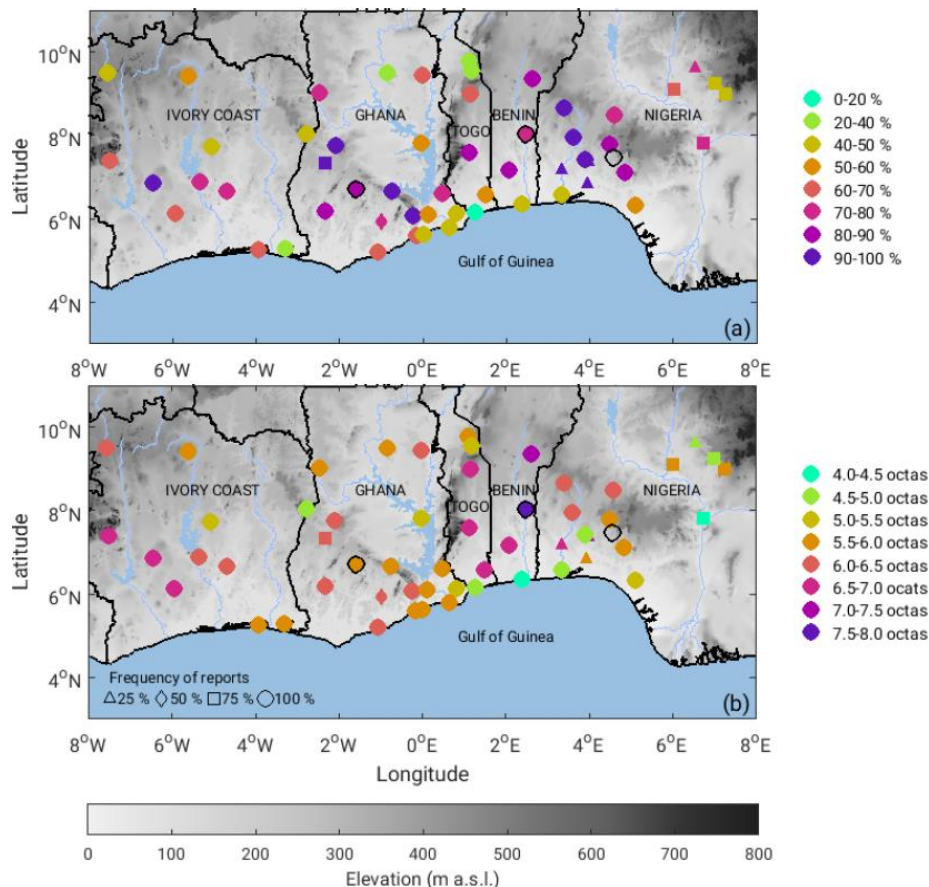 10°N
8°N
6°N
4°N
Latitude
IVORY COAST
GHANA
TOGO
BENIN
NIGERIA
Gulf of Guinea
(a)
8°W 6°W 4°W 2°W 0°E 2°E 4°E 6°E 8°E
0-20 %
20-40 %
40-50 %
50-60 %
60-70 %
70-80 %
80-90 %
90-100 %
10°N
8°N
6°N
4°N
Latitude
IVORY COAST
GHANA
TOGO
BENIN
NIGERIA
Gulf of Guinea
Frequency of reports
25 % 50 % 75 % 100 %
(b)
8°W 6°W 4°W 2°W 0°E 2°E 4°E 6°E 8°E
Longitude
4.0-4.5 octas
4.5-5.0 octas
5.0-5.5 octas
5.5-6.0 octas
6.0-6.5 octas
6.5-7.0 ocats
7.0-7.5 octas
7.5-8.0 octas
0 100 200 300 400 500 600 700 800
Elevation (m a.s.l.)